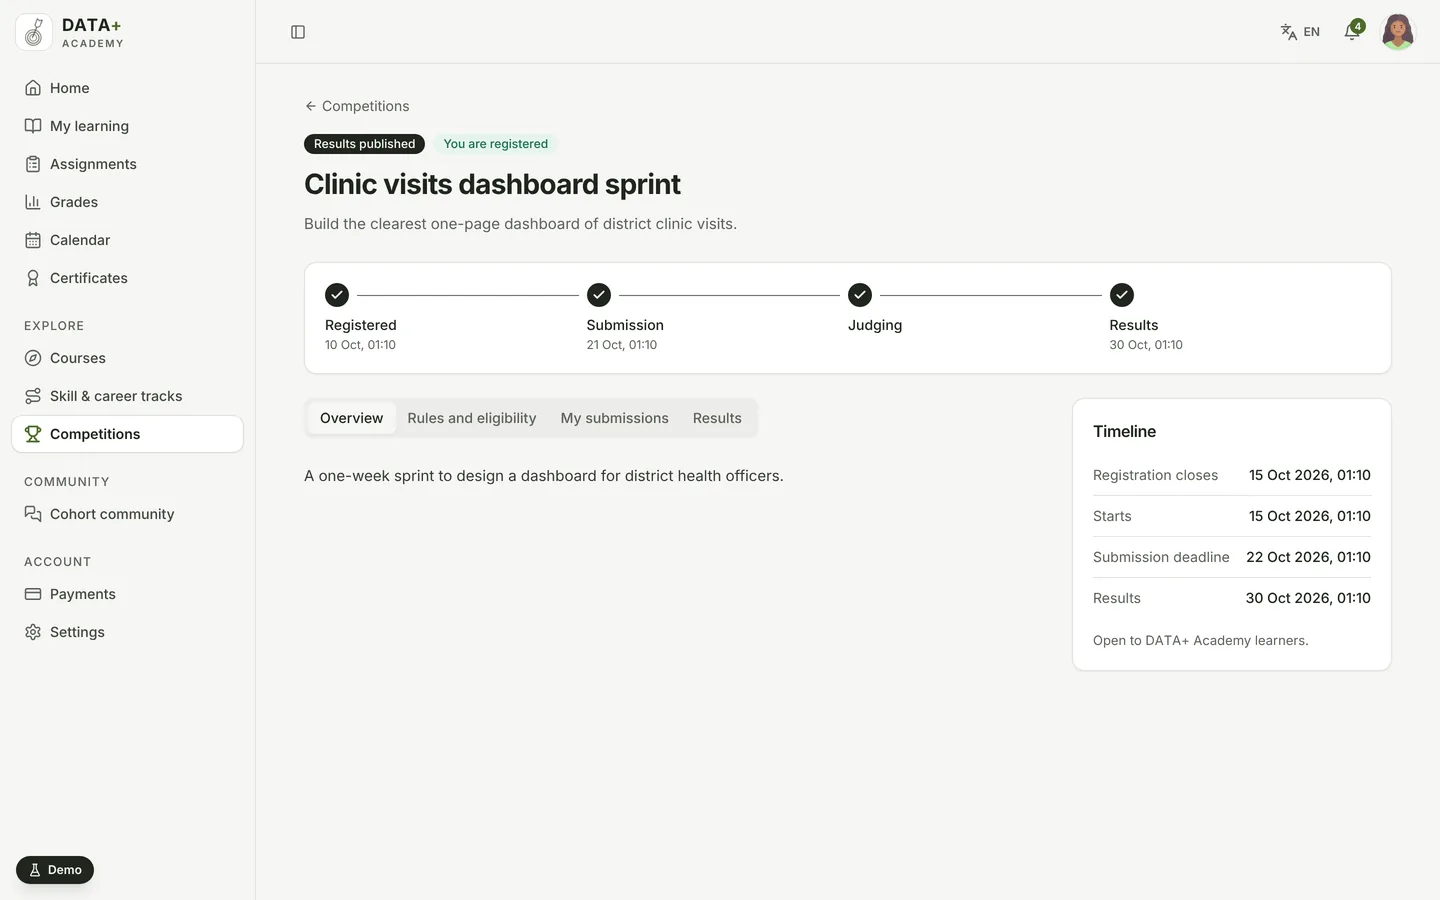 DATA+
ACADEMY
EN
4
Home
My learning
Assignments
Grades
Calendar
Certificates
EXPLORE
Courses
Skill & career tracks
Competitions
COMMUNITY
Cohort community
ACCOUNT
Payments
Settings
Demo
Competitions
Results published
You are registered
Clinic visits dashboard sprint
Build the clearest one-page dashboard of district clinic visits.
Registered
10 Oct, 01:10
Submission
21 Oct, 01:10
Judging
Results
30 Oct, 01:10
Overview
Rules and eligibility
My submissions
Results
A one-week sprint to design a dashboard for district health officers.
Timeline
Registration closes 15 Oct 2026, 01:10
Starts 15 Oct 2026, 01:10
Submission deadline 22 Oct 2026, 01:10
Results 30 Oct 2026, 01:10
Open to DATA+ Academy learners.